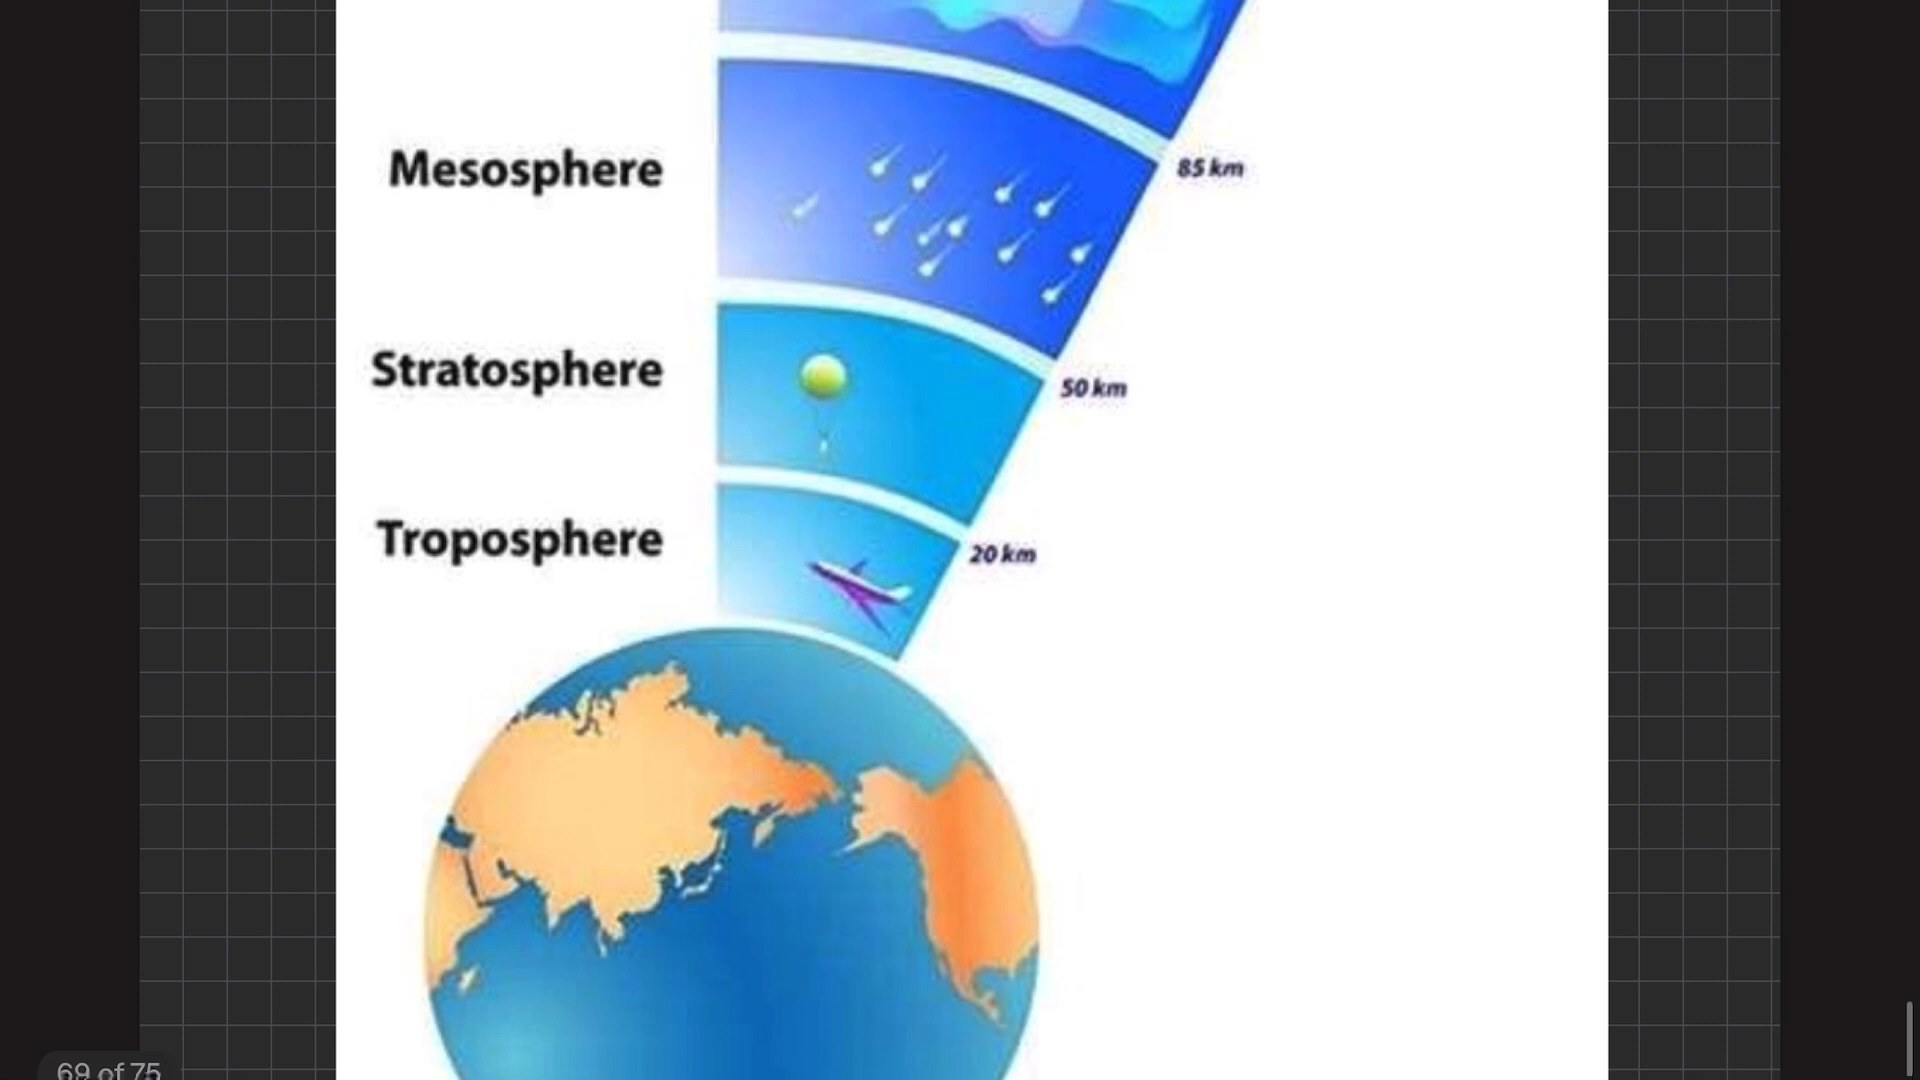 Mesosphere
85 km
Stratosphere
50 km
Troposphere
20 km
69 of 75